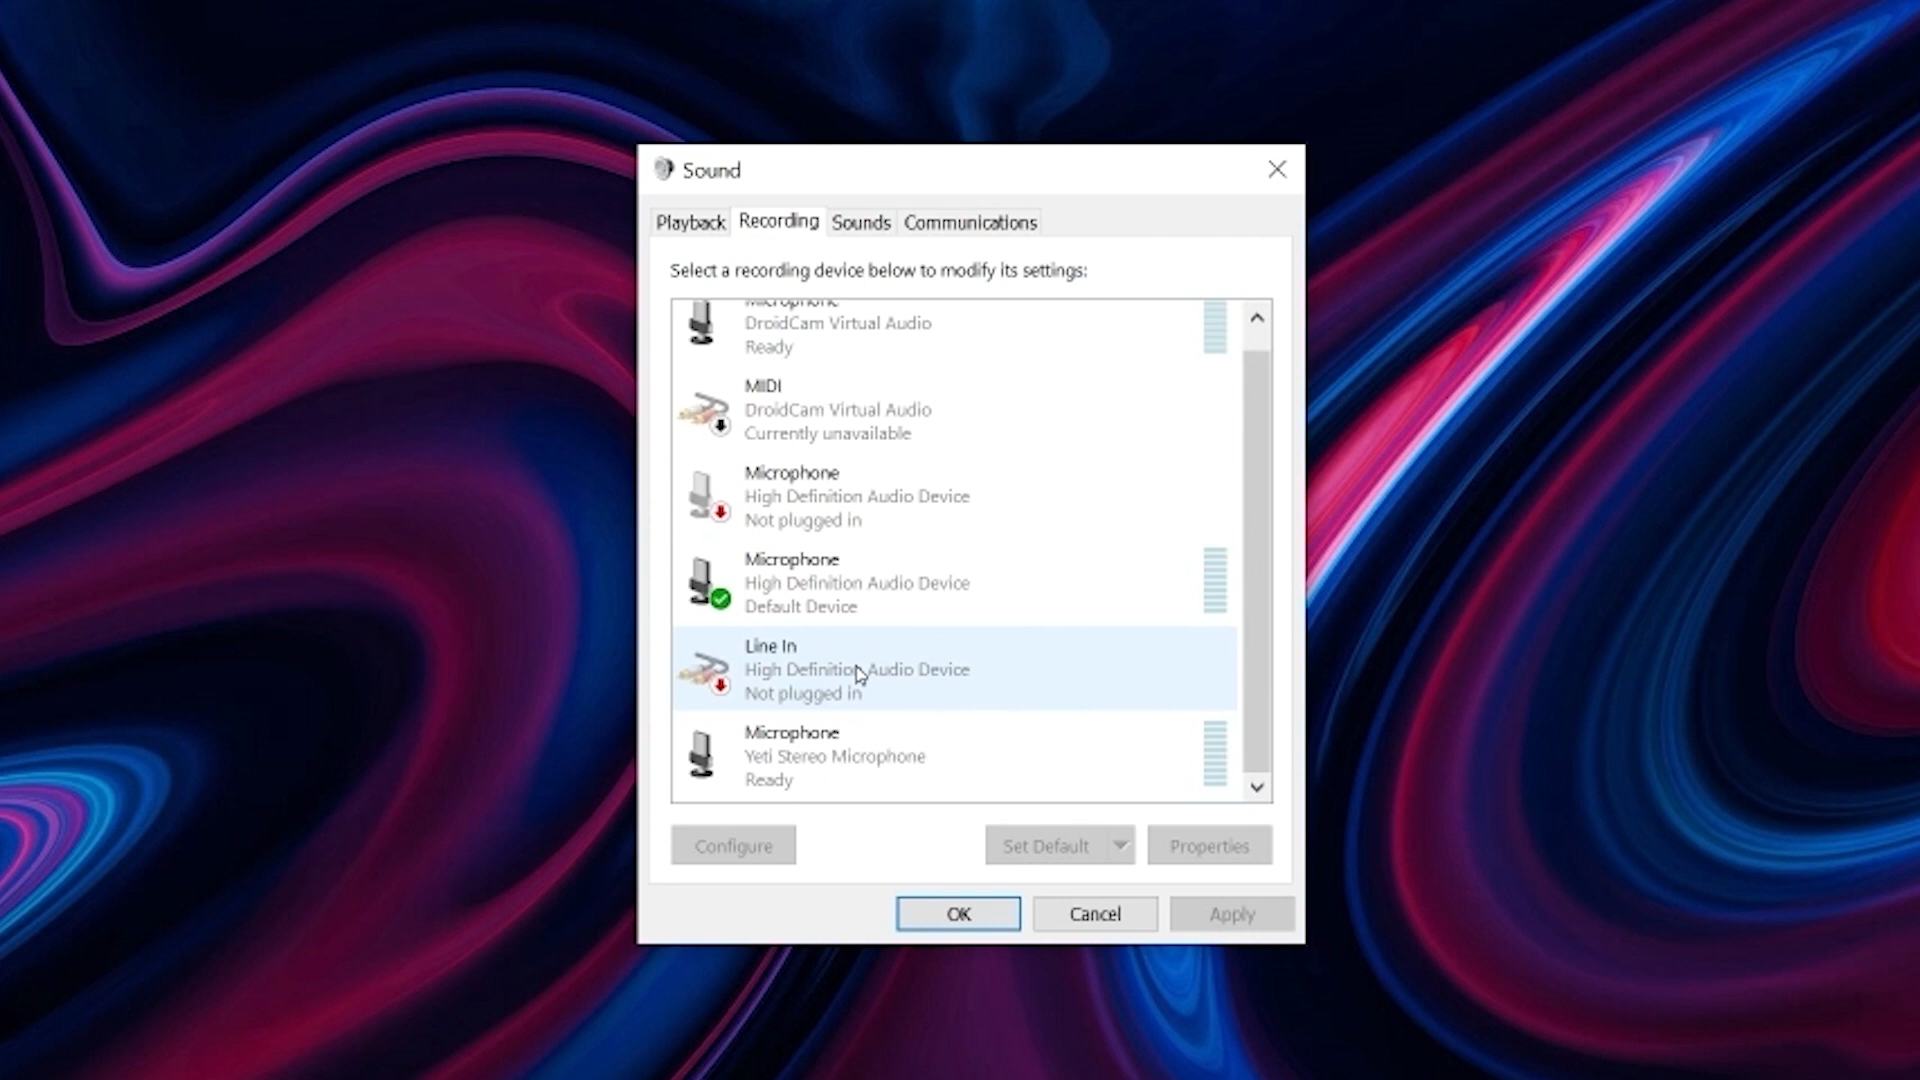 Sound
Playback Recording Sounds Communications
Select a recording device below to modify its settings:
Microphone
DroidCam Virtual Audio
Ready
MIDI
DroidCam Virtual Audio
Currently unavailable
Microphone
High Definition Audio Device
Not plugged in
Microphone
High Definition Audio Device
Default Device
Line In
High Definition Audio Device
Not plugged in
Microphone
Yeti Stereo Microphone
Ready
Configure Set Default Properties
OK Cancel Apply